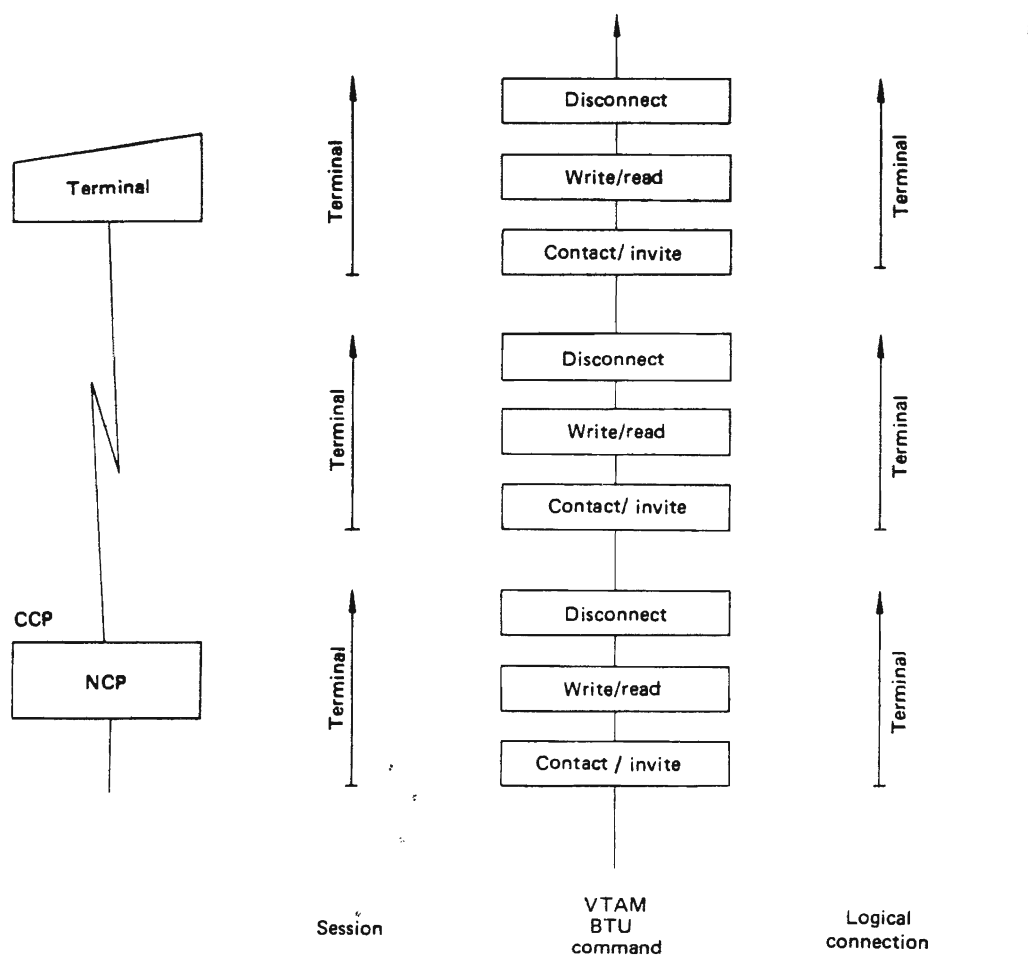 Disconnect
Terminal
Write/read
Terminal
Terminal
Contact/ invite
Disconnect
Terminal
Write/read
Terminal
Contact/ invite
CCP
Disconnect
NCP
Terminal
Write/read
Terminal
Contact / invite
Session
VTAM
BTU
command
Logical
connection